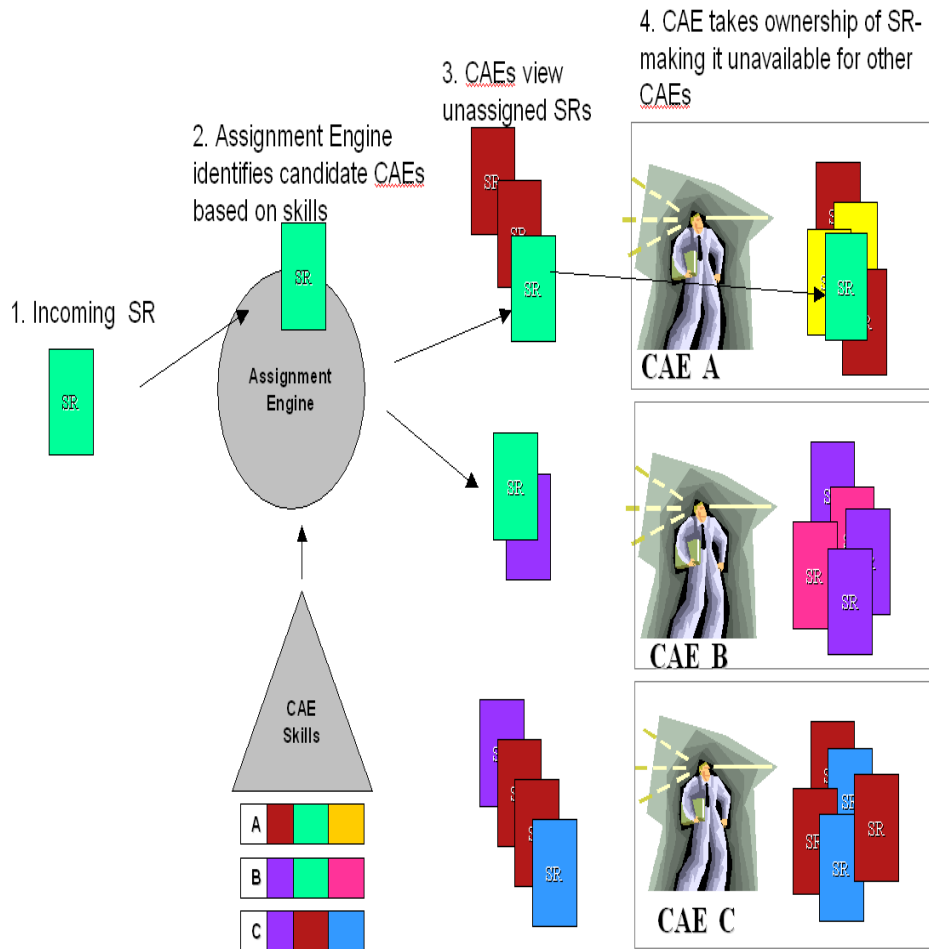 4. CAE takes ownership of SR-
making it unavailable for other
CAEs
3. CAEs view
unassigned SRs
2. Assignment Engine
identifies candidate CAEs
based on skills
1. Incoming SR
SR
SR
Assignment
Engine
SR
SR
SR
SR
SR
CAE A
SR
SR
SR
SR
SR
CAE B
CAE
Skills
SR
SR
SR
SR
SR
CAE C
A
B
C